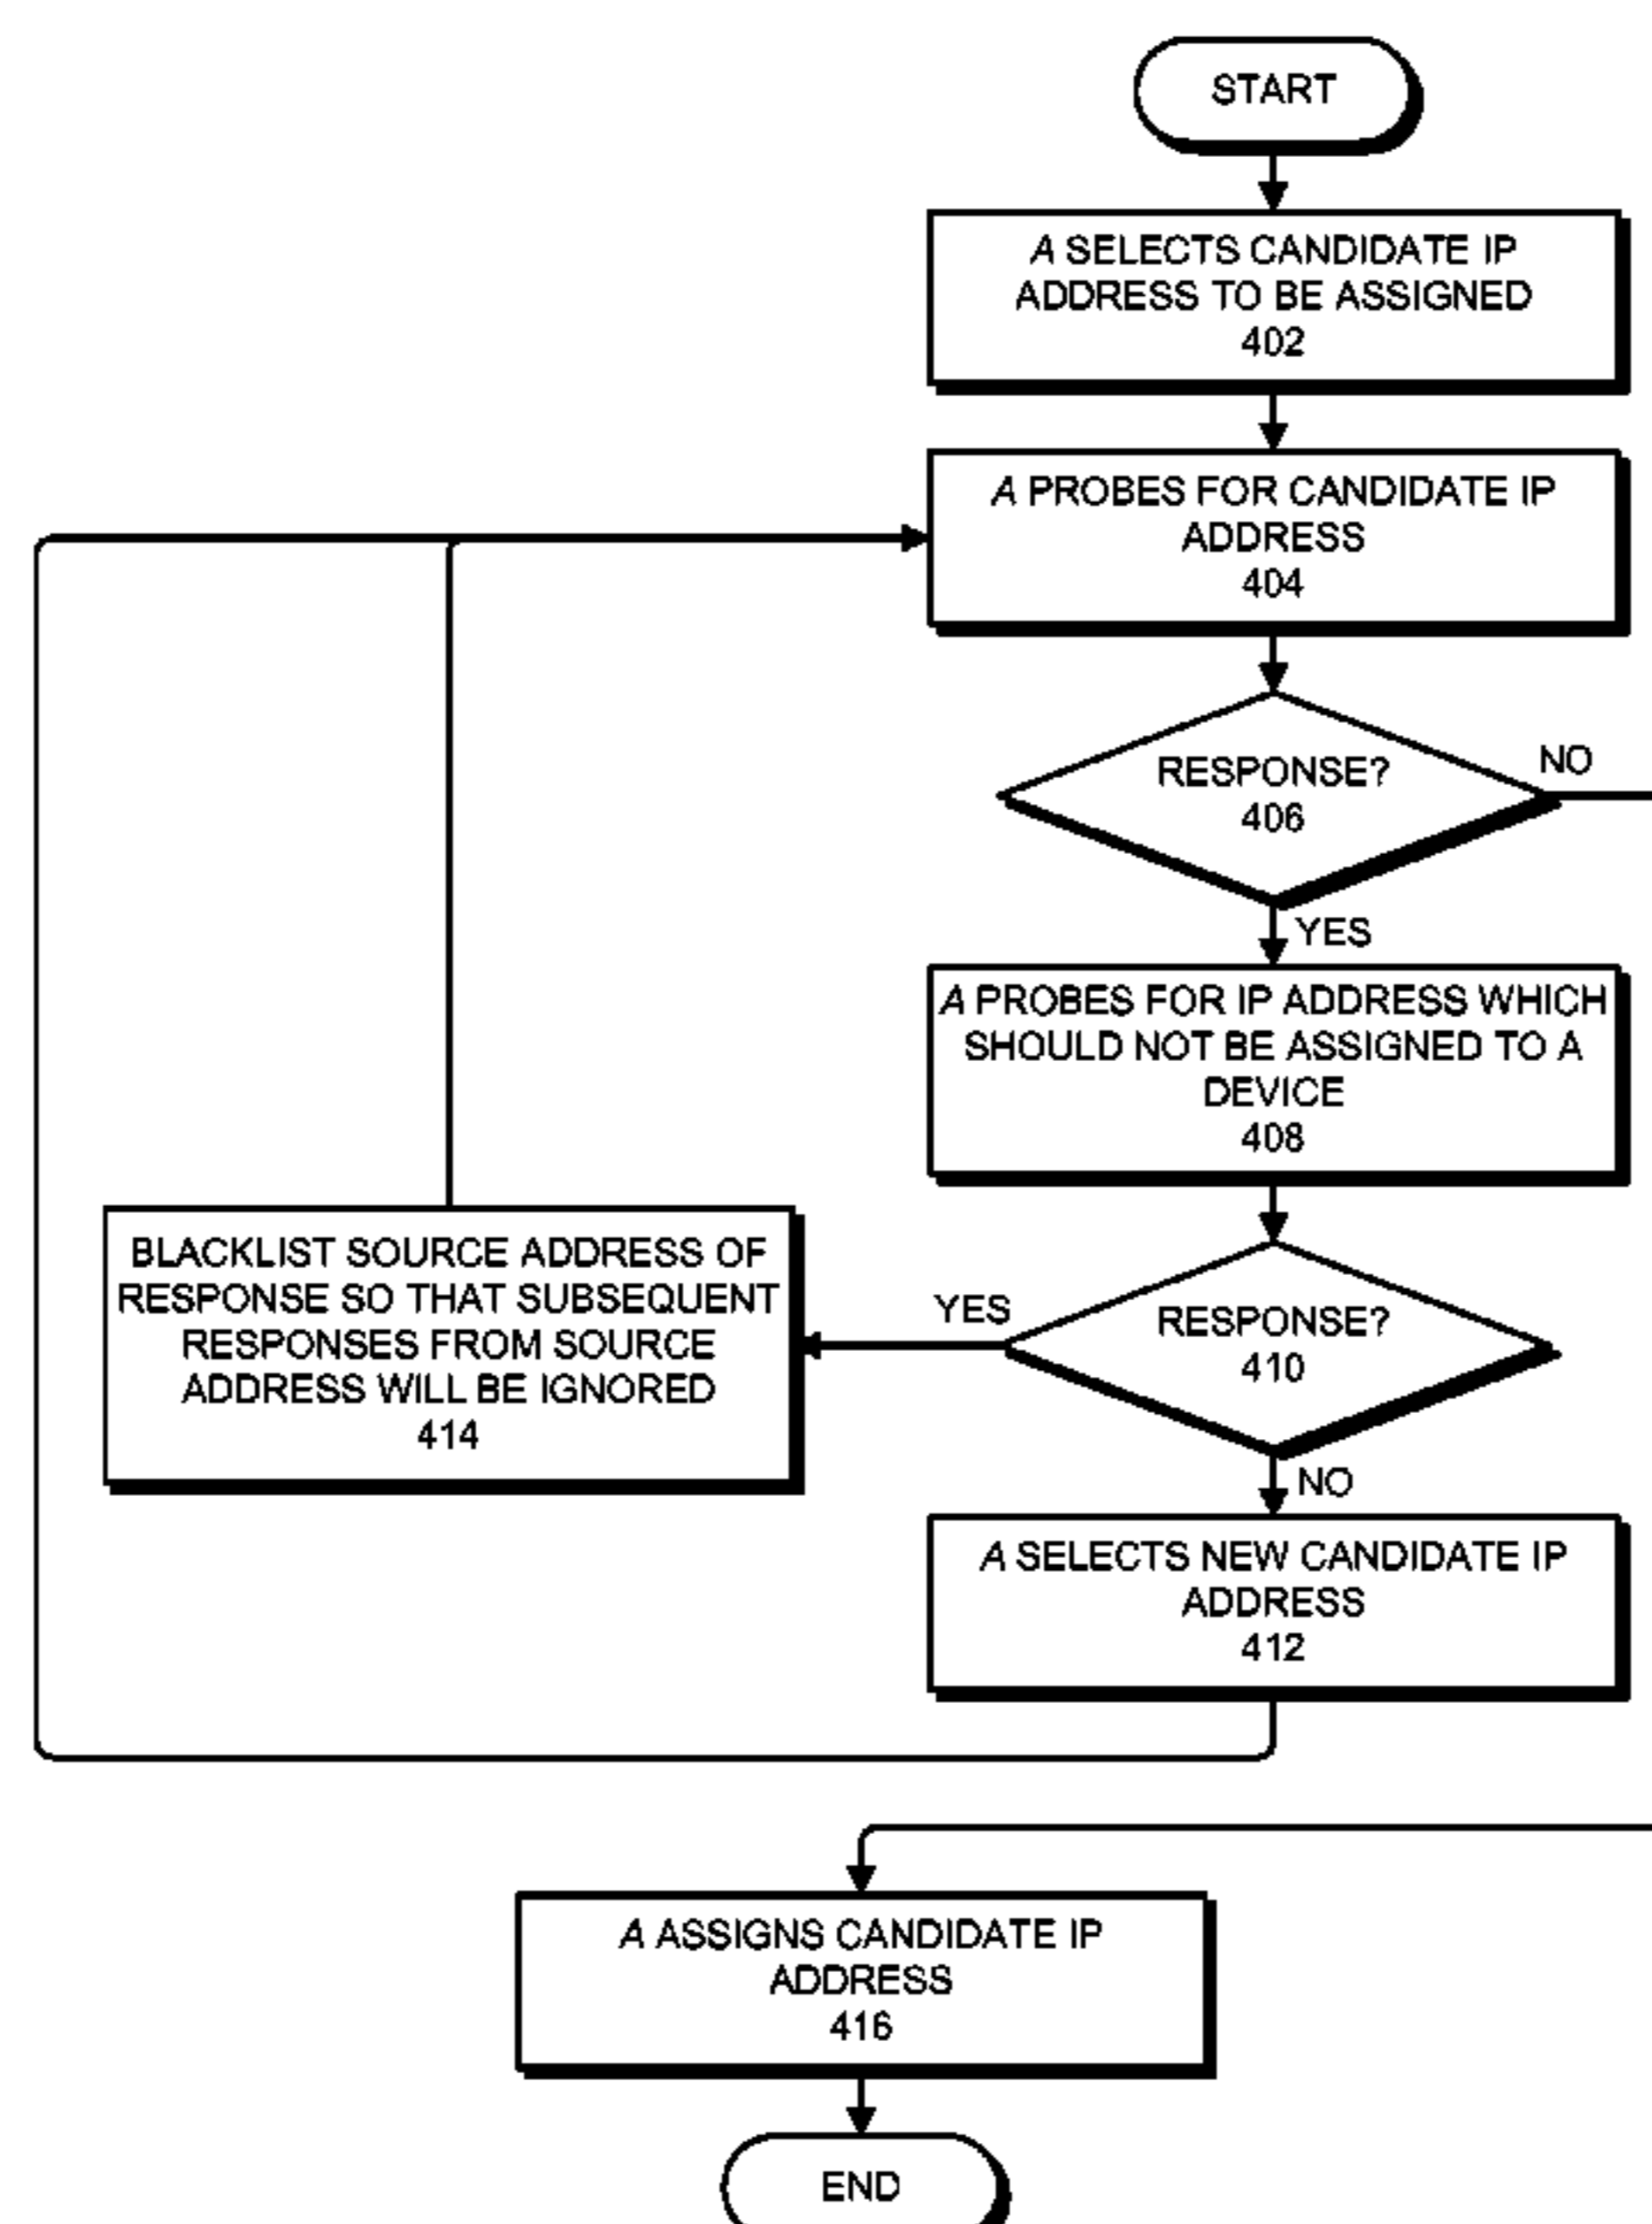 START
A SELECTS CANDIDATE IP
ADDRESS TO BE ASSIGNED
402
A PROBES FOR CANDIDATE IP
ADDRESS
404
RESPONSE?
406
NO
YES
A PROBES FOR IP ADDRESS WHICH
SHOULD NOT BE ASSIGNED TO A
DEVICE
408
RESPONSE?
410
YES
BLACKLIST SOURCE ADDRESS OF
RESPONSE SO THAT SUBSEQUENT
RESPONSES FROM SOURCE
ADDRESS WILL BE IGNORED
414
NO
A SELECTS NEW CANDIDATE IP
ADDRESS
412
A ASSIGNS CANDIDATE IP
ADDRESS
416
END